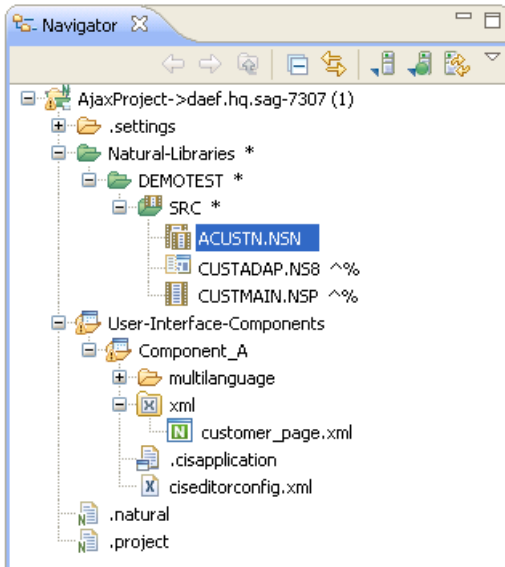 Navigator
AjaxProject->daef.hq.sag-7307 (1)
.settings
Natural-Libraries *
DEMOTEST *
SRC *
ACUSTN.NSN
CUSTADAP.NS8 ^%
CUSTMAIN.NSP ^%
User-Interface-Components
Component_A
multilanguage
xml
customer_page.xml
.cisapplication
ciseditorconfig.xml
.natural
.project